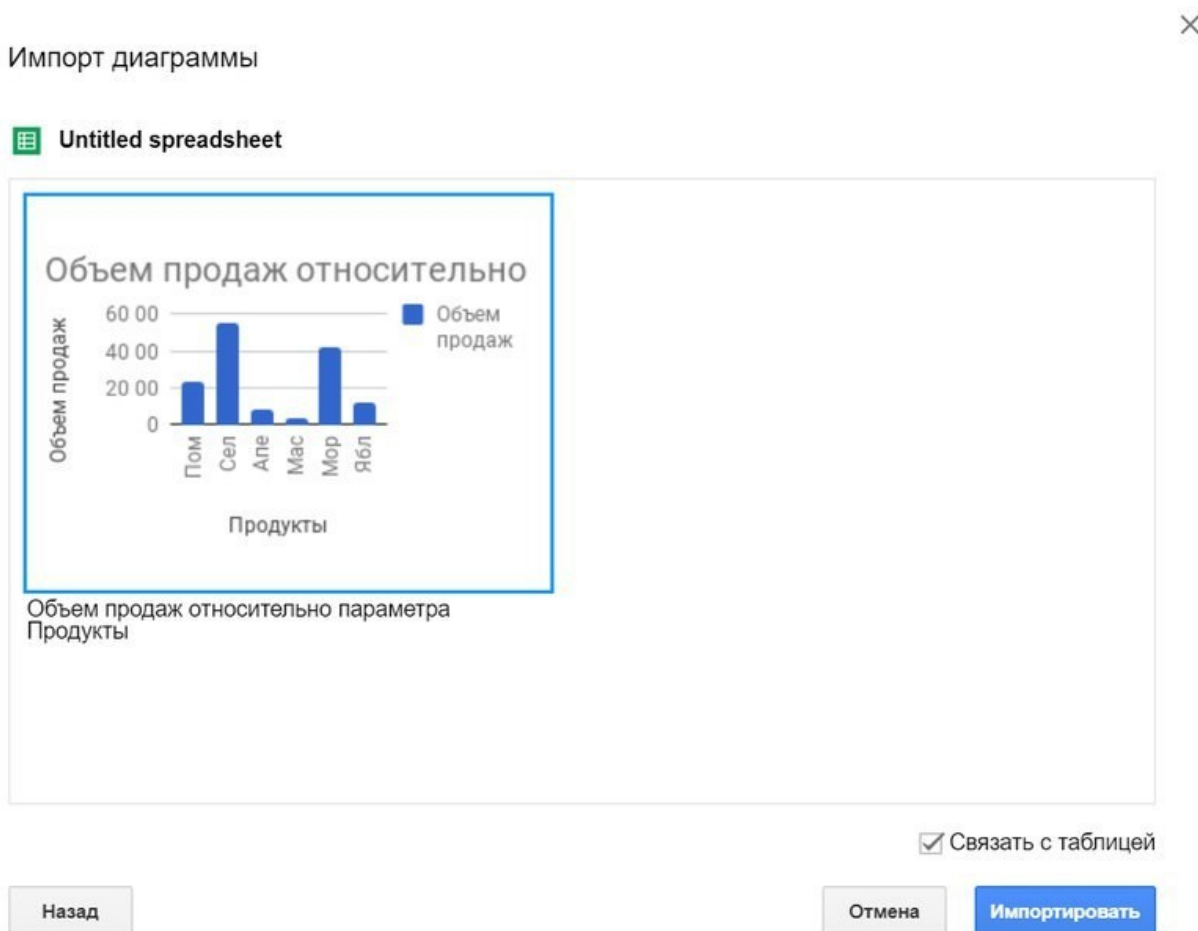 Импорт диаграммы
Untitled spreadsheet
Объем продаж относительно
Объем продаж
60 00
40 00
20 00
0
Объем
продаж
Пом
Сел
Апе
Мас
Мор
Ябл
Продукты
Объем продаж относительно параметра
Продукты
Связать с таблицей
Назад
Отмена
Импортировать